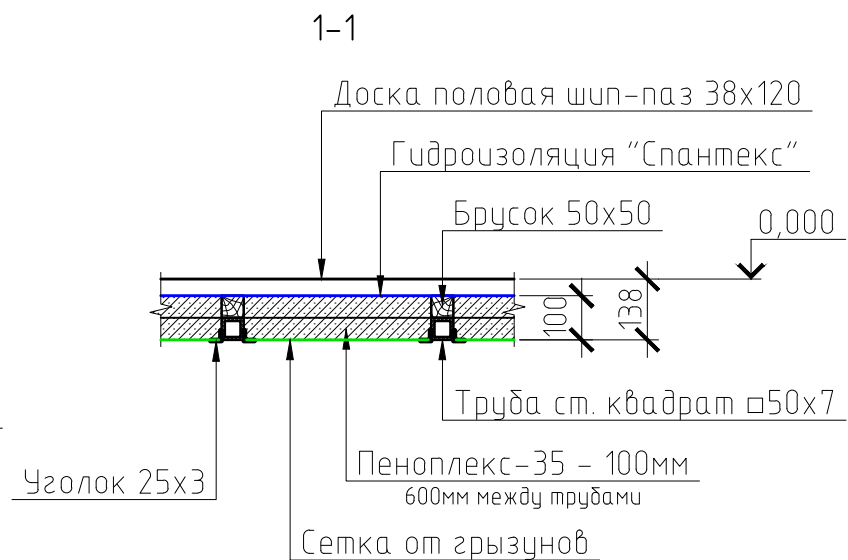 1-1
Доска половая шип-паз 38х120
Гидроизоляция "Спантекс"
Брусок 50х50
0,000
100
138
Труба ст. квадрат □50х7
Пеноплекс-35 - 100мм
600мм между трубами
Уголок 25х3
Сетка от грызунов